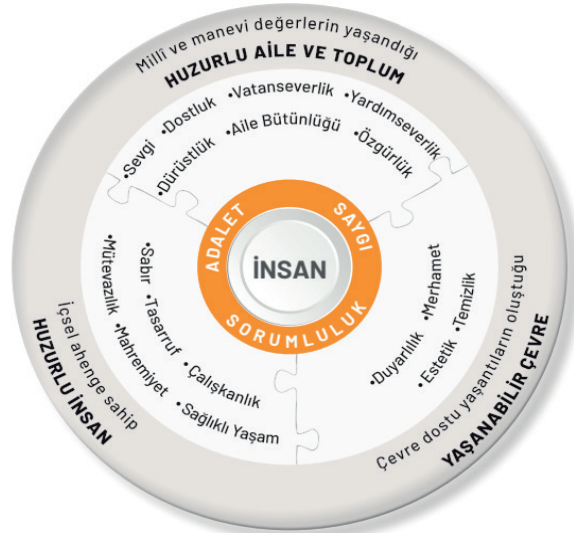 Millî ve manevi değerlerin yaşandığı
HUZURLU AİLE VE TOPLUM
•Sevgi •Dostluk •Vatanseverlik •Yardımseverlik
•Dürüstlük •Aile Bütünlüğü •Özgürlük
ADALET SAYGI
İNSAN
SORUMLULUK
•Duyarlılık •Merhamet
•Estetik •Temizlik
Çevre dostu yaşantıların oluştuğu
YAŞANABİLİR ÇEVRE
•Sabır •Tasarruf •Çalışkanlık
•Mütevazılık •Mahremiyet •Sağlıklı Yaşam
İçsel ahenge sahip
HUZURLU İNSAN